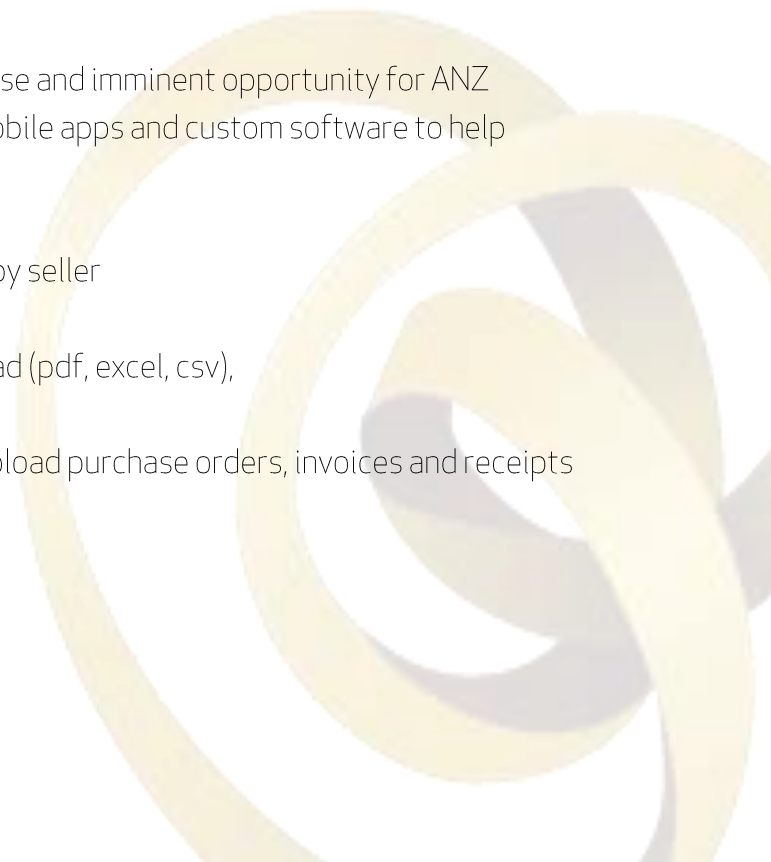 se and imminent opportunity for ANZ
obile apps and custom software to help
by seller
ad (pdf, excel, csv),
pload purchase orders, invoices and receipts